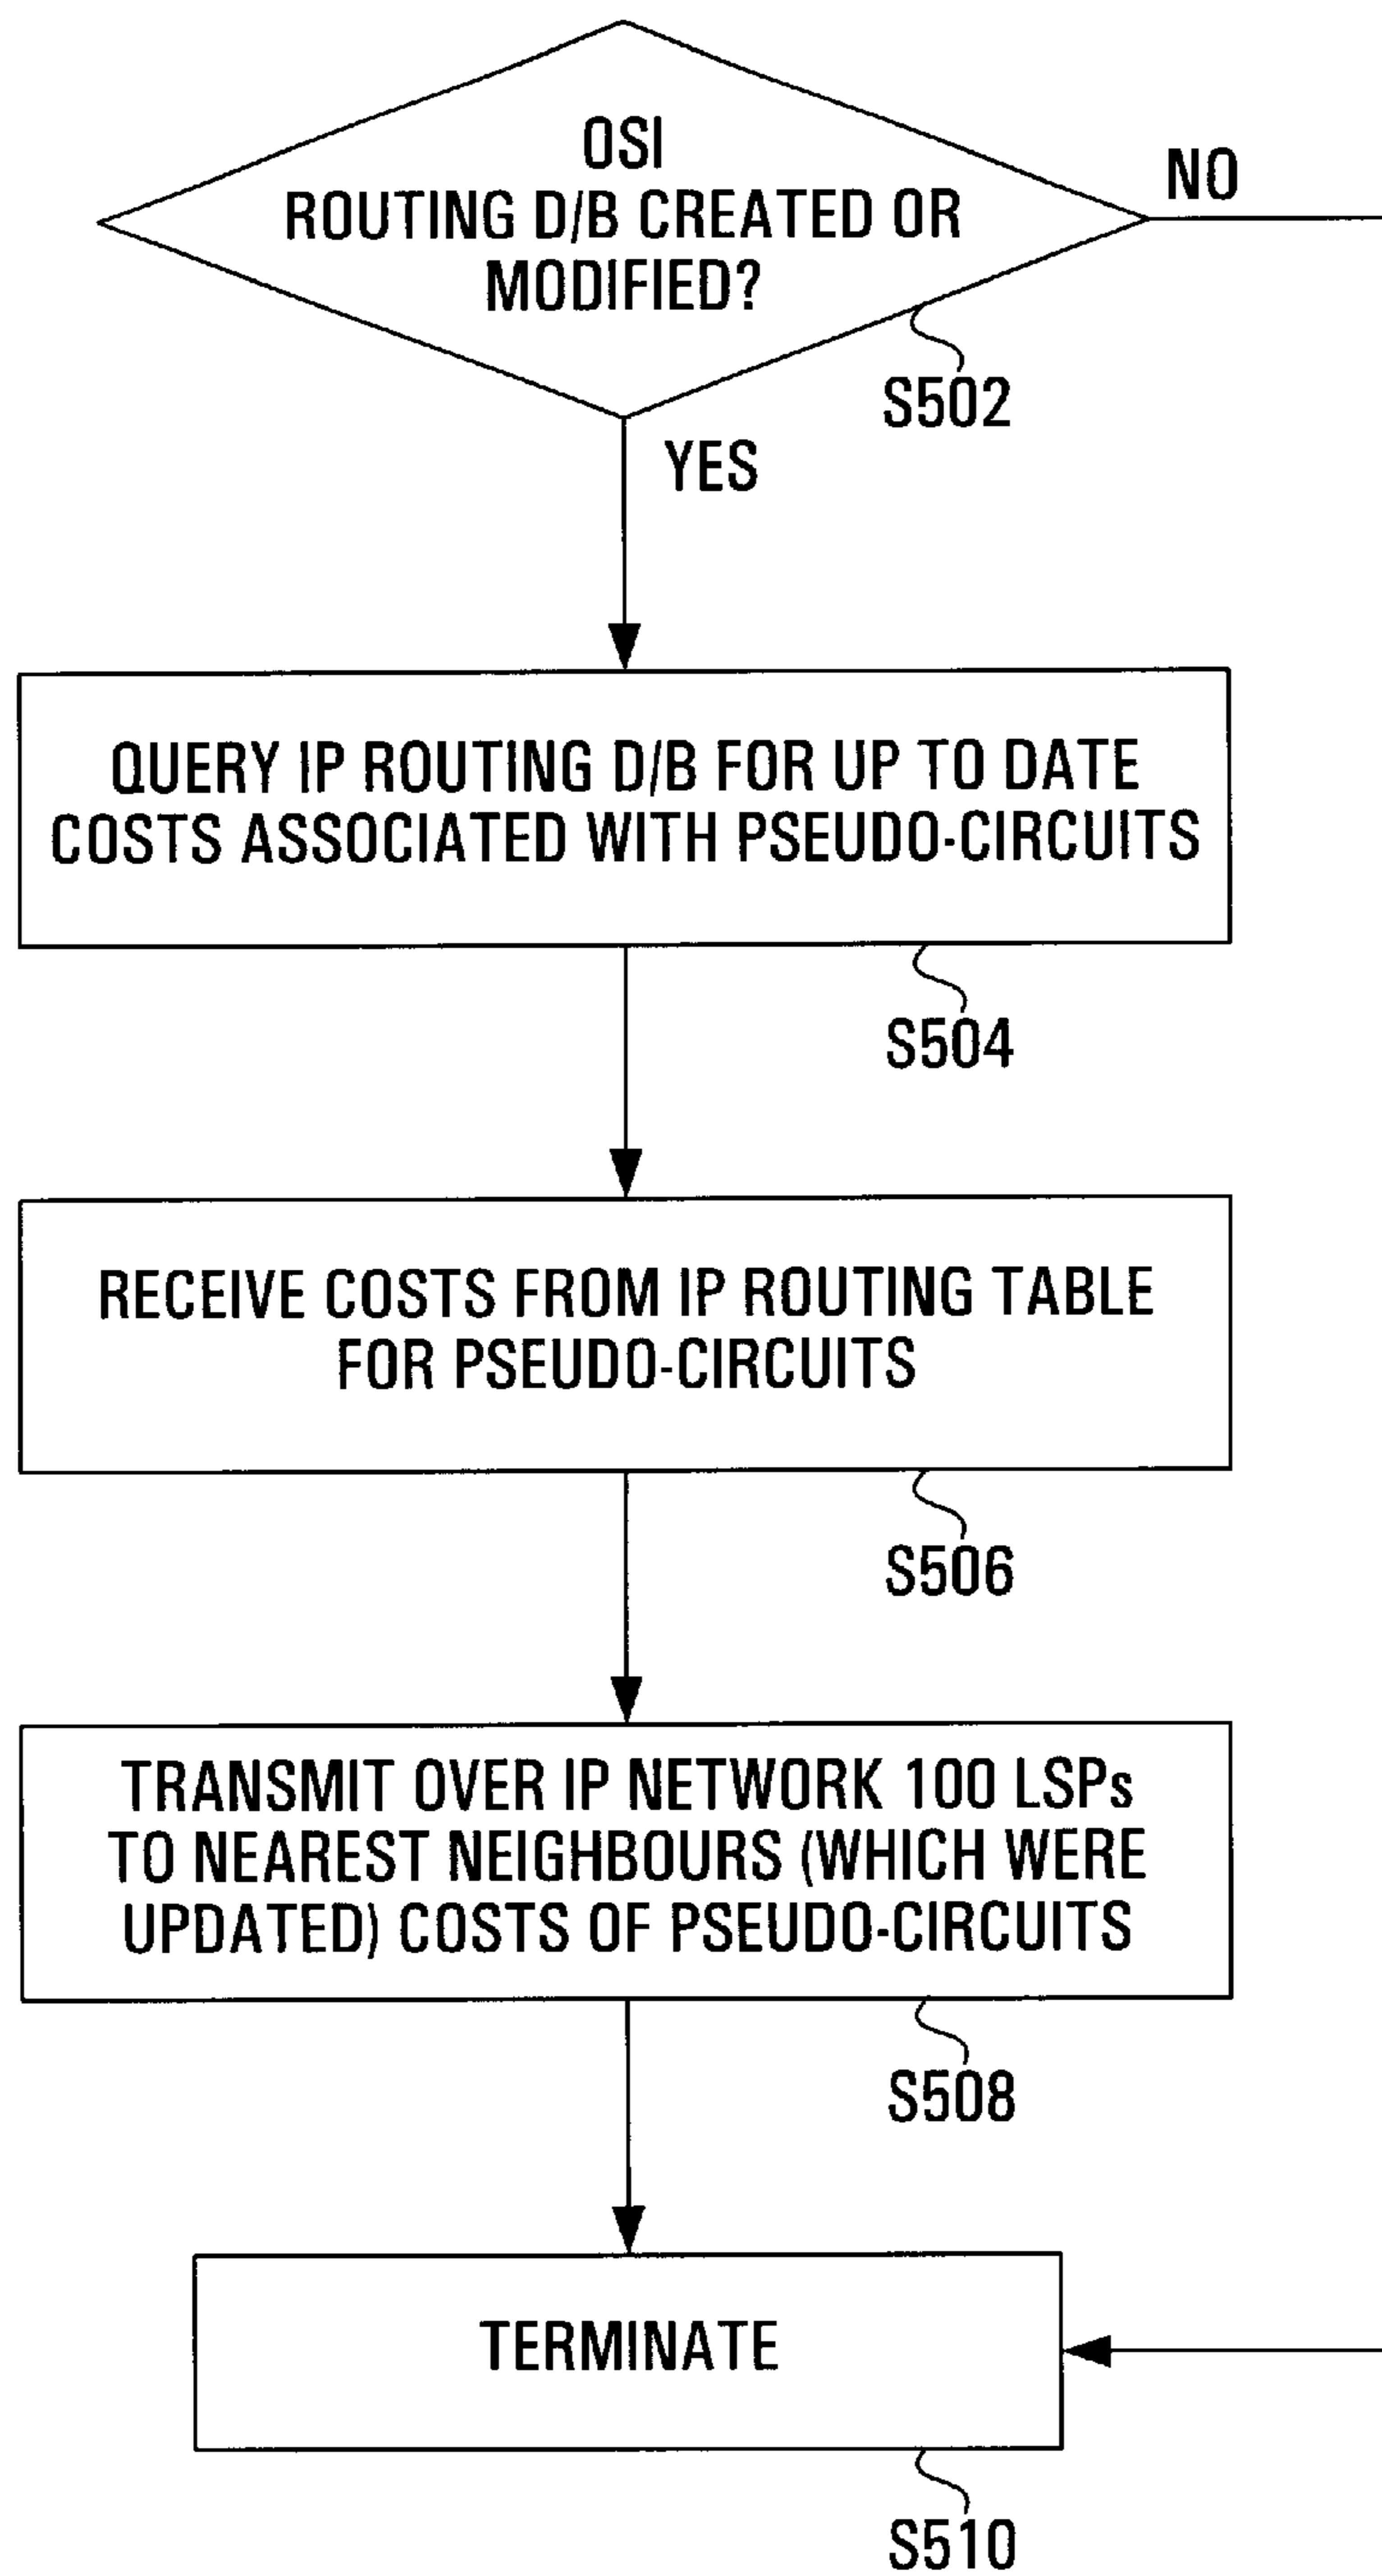 OSI
ROUTING D/B CREATED OR
MODIFIED?
NO
S502
YES
QUERY IP ROUTING D/B FOR UP TO DATE
COSTS ASSOCIATED WITH PSEUDO-CIRCUITS
S504
RECEIVE COSTS FROM IP ROUTING TABLE
FOR PSEUDO-CIRCUITS
S506
TRANSMIT OVER IP NETWORK 100 LSPs
TO NEAREST NEIGHBOURS (WHICH WERE
UPDATED) COSTS OF PSEUDO-CIRCUITS
S508
TERMINATE
S510